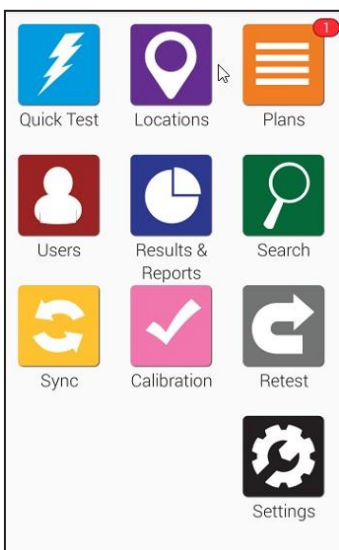 1
Quick Test
Locations
Plans
Users
Results &
Reports
Search
Sync
Calibration
Retest
Settings